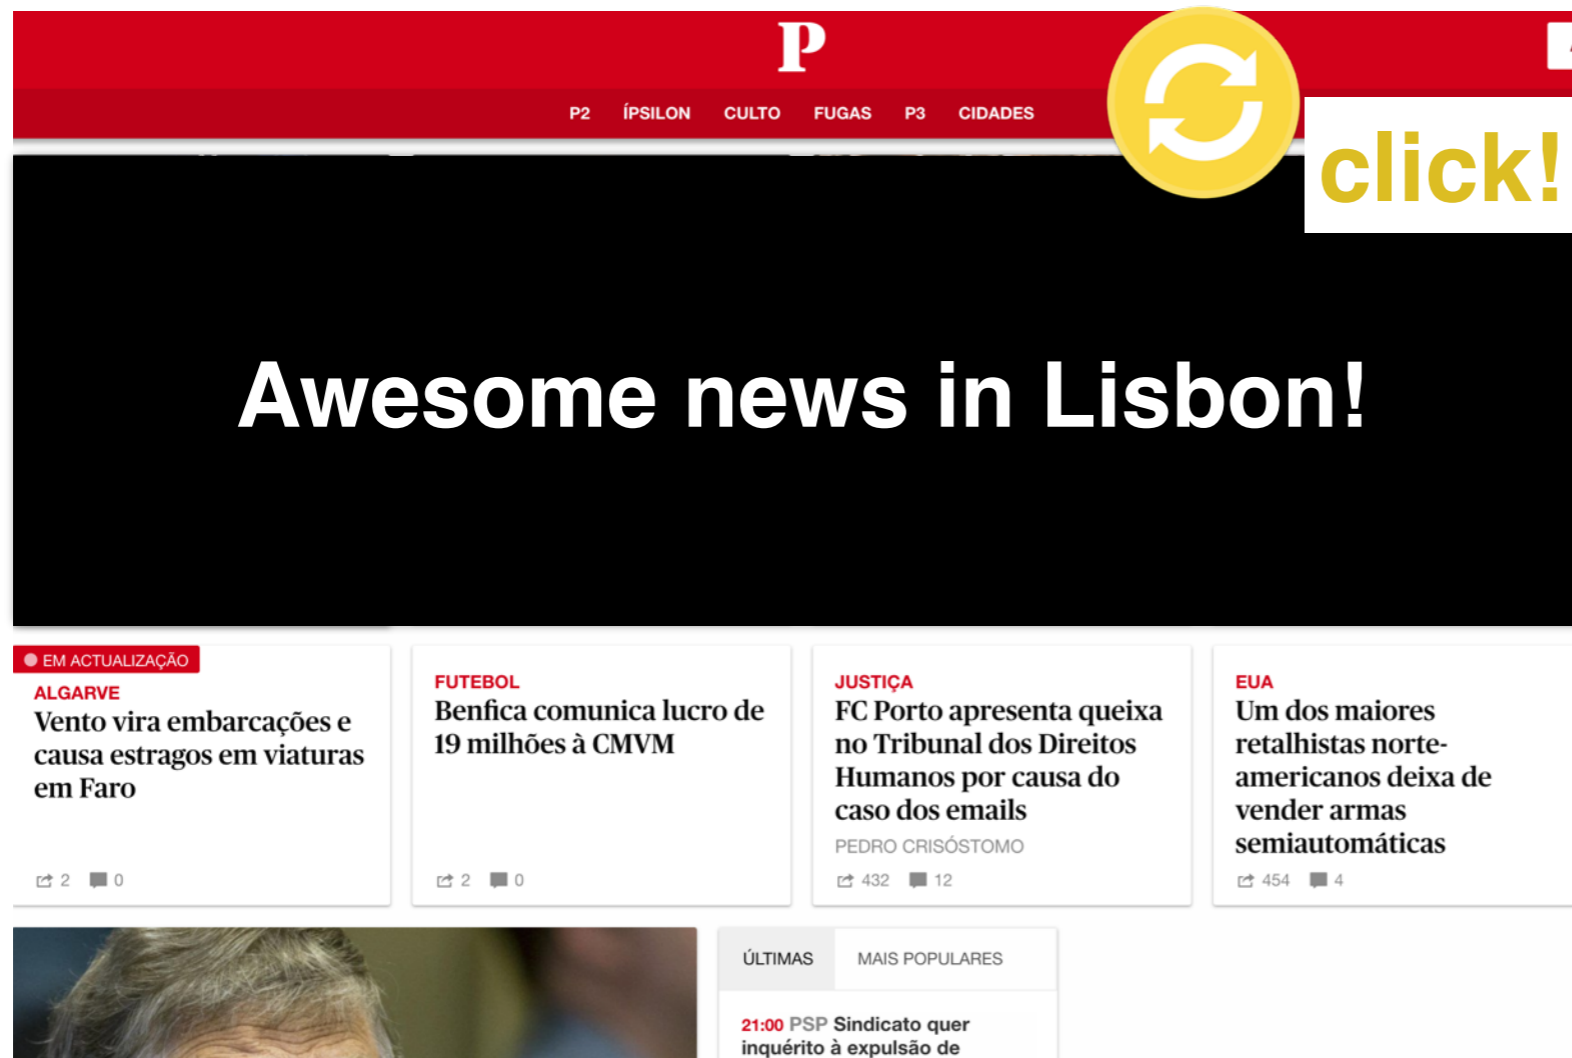 P
P2 ÍPSILON CULTO FUGAS P3 CIDADES
click!
Awesome news in Lisbon!
EM ACTUALIZAÇÃO
ALGARVE
Vento vira embarcações e
causa estragos em viaturas
em Faro
2 0
FUTEBOL
Benfica comunica lucro de
19 milhões à CMVM
2 0
JUSTIÇA
FC Porto apresenta queixa
no Tribunal dos Direitos
Humanos por causa do
caso dos emails
PEDRO CRISÓSTOMO
432 12
EUA
Um dos maiores
retalhistas norte-
americanos deixa de
vender armas
semiautomáticas
454 4
ÚLTIMAS MAIS POPULARES
21:00 PSP Sindicato quer
inquérito à expulsão de